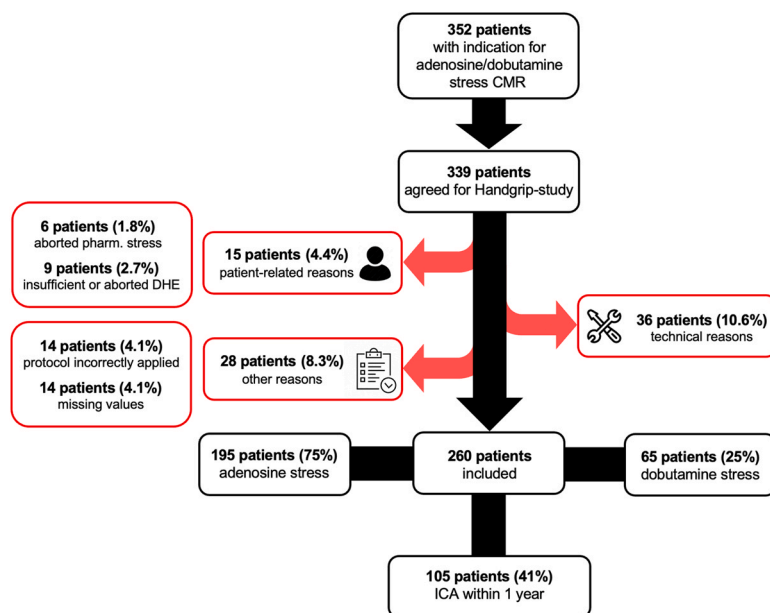 352 patients
with indication for
adenosine/dobutamine
stress CMR
339 patients
agreed for Handgrip-study
6 patients (1.8%)
aborted pharm. stress
9 patients (2.7%)
insufficient or aborted DHE
15 patients (4.4%)
patient-related reasons
36 patients (10.6%)
technical reasons
14 patients (4.1%)
protocol incorrectly applied
14 patients (4.1%)
missing values
28 patients (8.3%)
other reasons
195 patients (75%)
adenosine stress
260 patients
included
65 patients (25%)
dobutamine stress
105 patients (41%)
ICA within 1 year